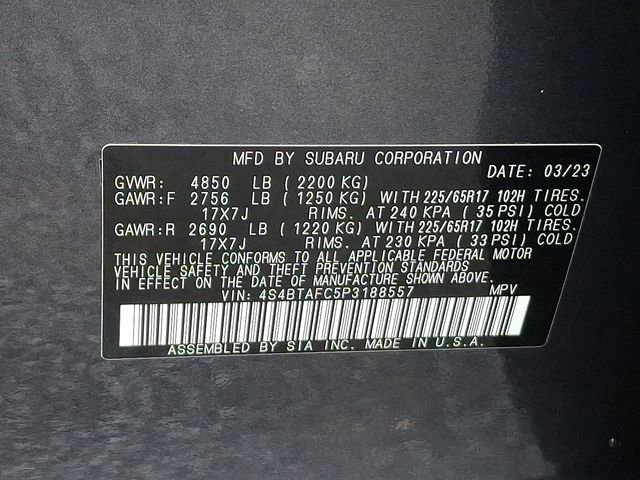 MFD BY SUBARU CORPORATION
DATE: 03/23
GVWR: 4850 LB ( 2200 KG)
GAWR:F 2756 LB ( 1250 KG) WITH 225/65R17 102H TIRES.
17X7J RIMS. AT 240 KPA ( 35 PSI) COLD
GAWR:R 2690 LB ( 1220 KG) WITH 225/65R17 102H TIRES.
17X7J RIMS. AT 230 KPA ( 33 PSI) COLD
THIS VEHICLE CONFORMS TO ALL APPLICABLE FEDERAL MOTOR
VEHICLE SAFETY AND THEFT PREVENTION STANDARDS
IN EFFECT ON THE DATE OF MANUFACTURE SHOWN ABOVE.
VIN: 4S4BTAFC5P3188557 MPV
ASSEMBLED BY SIA INC. MADE IN U.S.A.